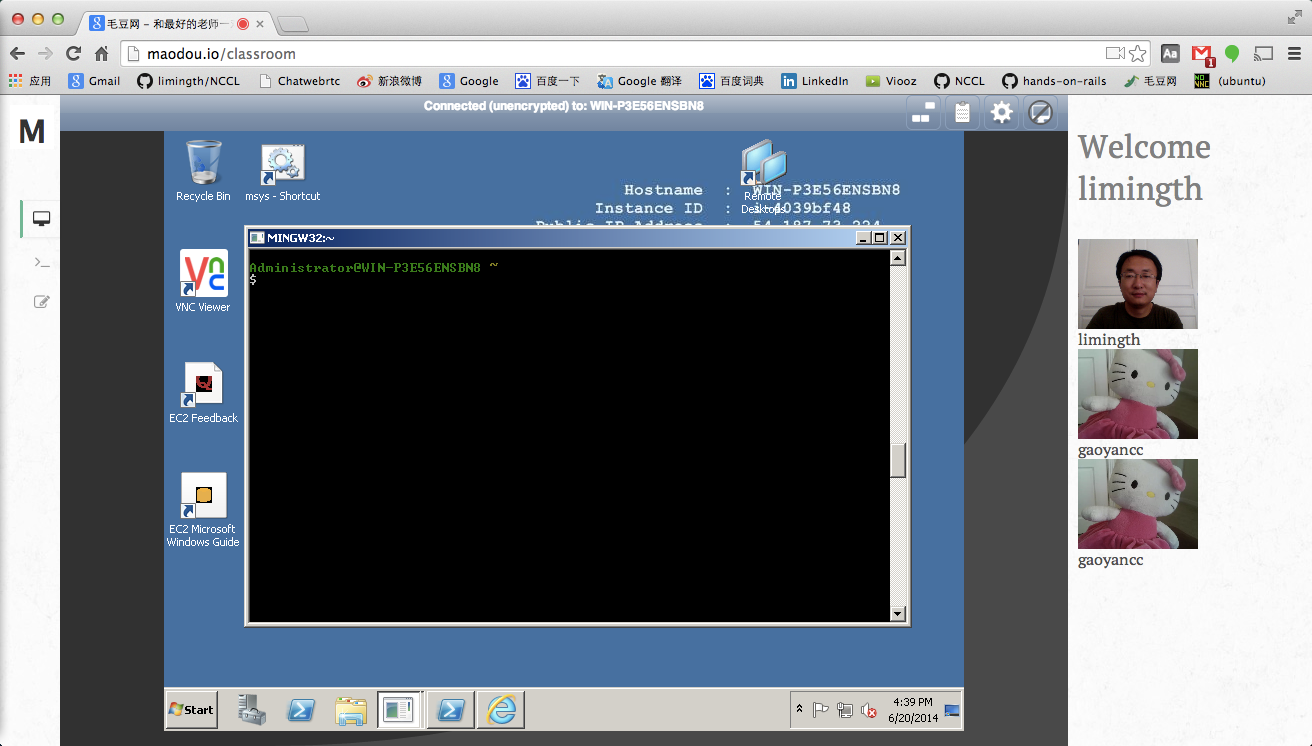 毛豆网 – 和最好的老师一
maodou.io/classroom
应用
Gmail
limingth/NCCL
Chatwebrtc
新浪微博
Google
百度一下
Google 翻译
百度词典
LinkedIn
Viooz
NCCL
hands-on-rails
毛豆网
(ubuntu)
M
Connected (unencrypted) to: WIN-P3E56ENSBN8
Welcome
limingth
limingth
gaoyancc
gaoyancc
Recycle Bin
msys - Shortcut
Remote
Desktops
Hostname : WIN-P3E56ENSBN8
Instance ID : i-4039bf48
Public IP Address : 54.187.73.224
VNC Viewer
EC2 Feedback
EC2 Microsoft
Windows Guide
MINGW32:~
Administrator@WIN-P3E56ENSBN8 ~
$
Start
4:39 PM
6/20/2014